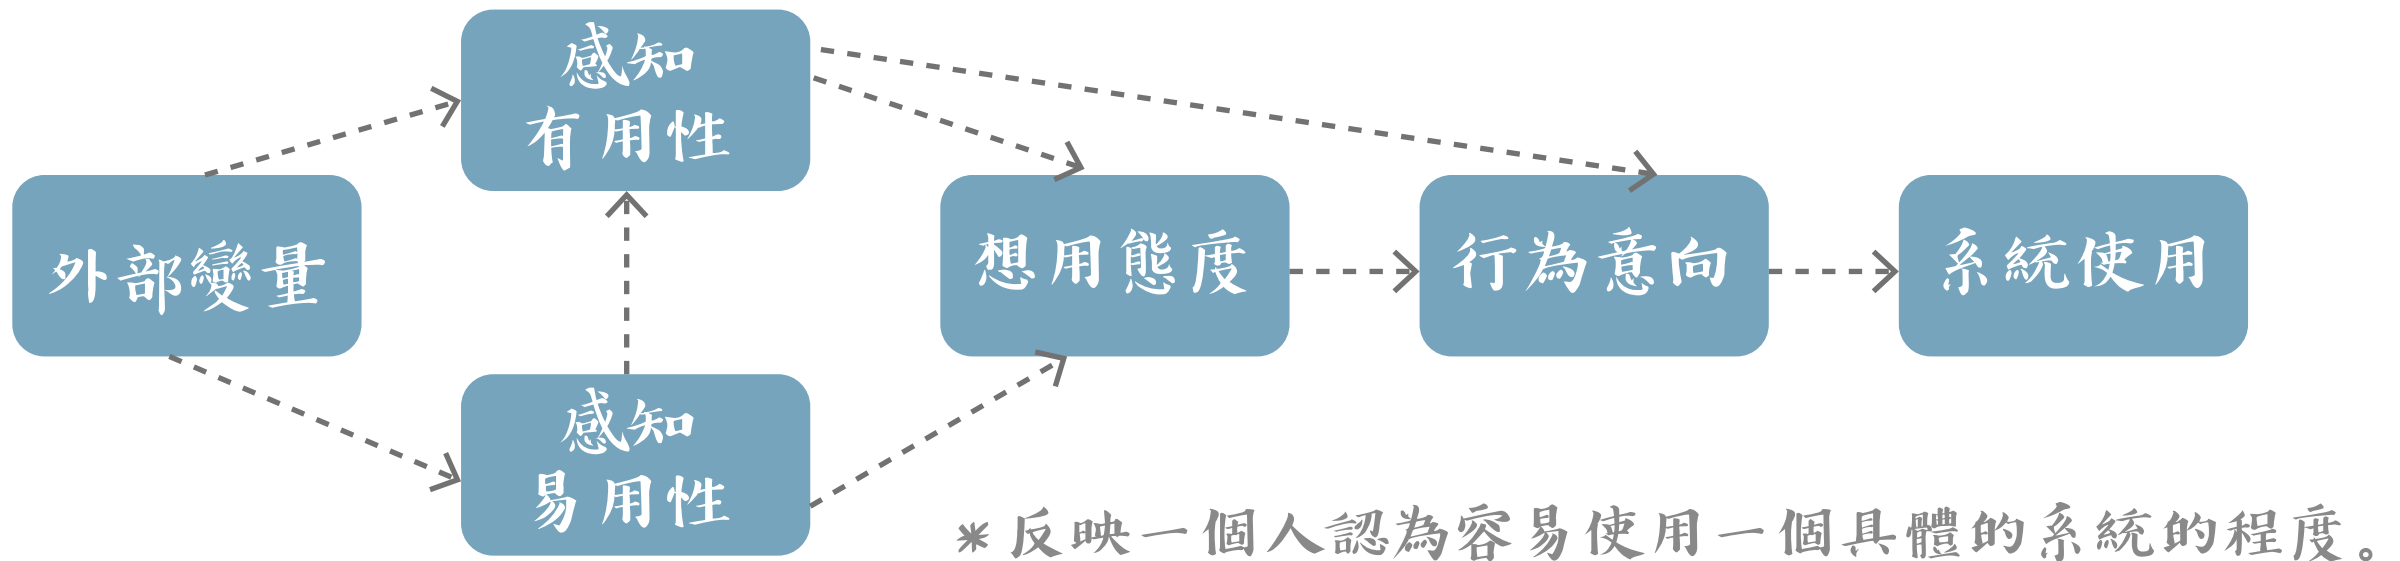 感知
有用性
外部變量
想用態度
行為意向
系統使用
感知
易用性
*反映一個人認為容易使用一個具體的系統的程度。